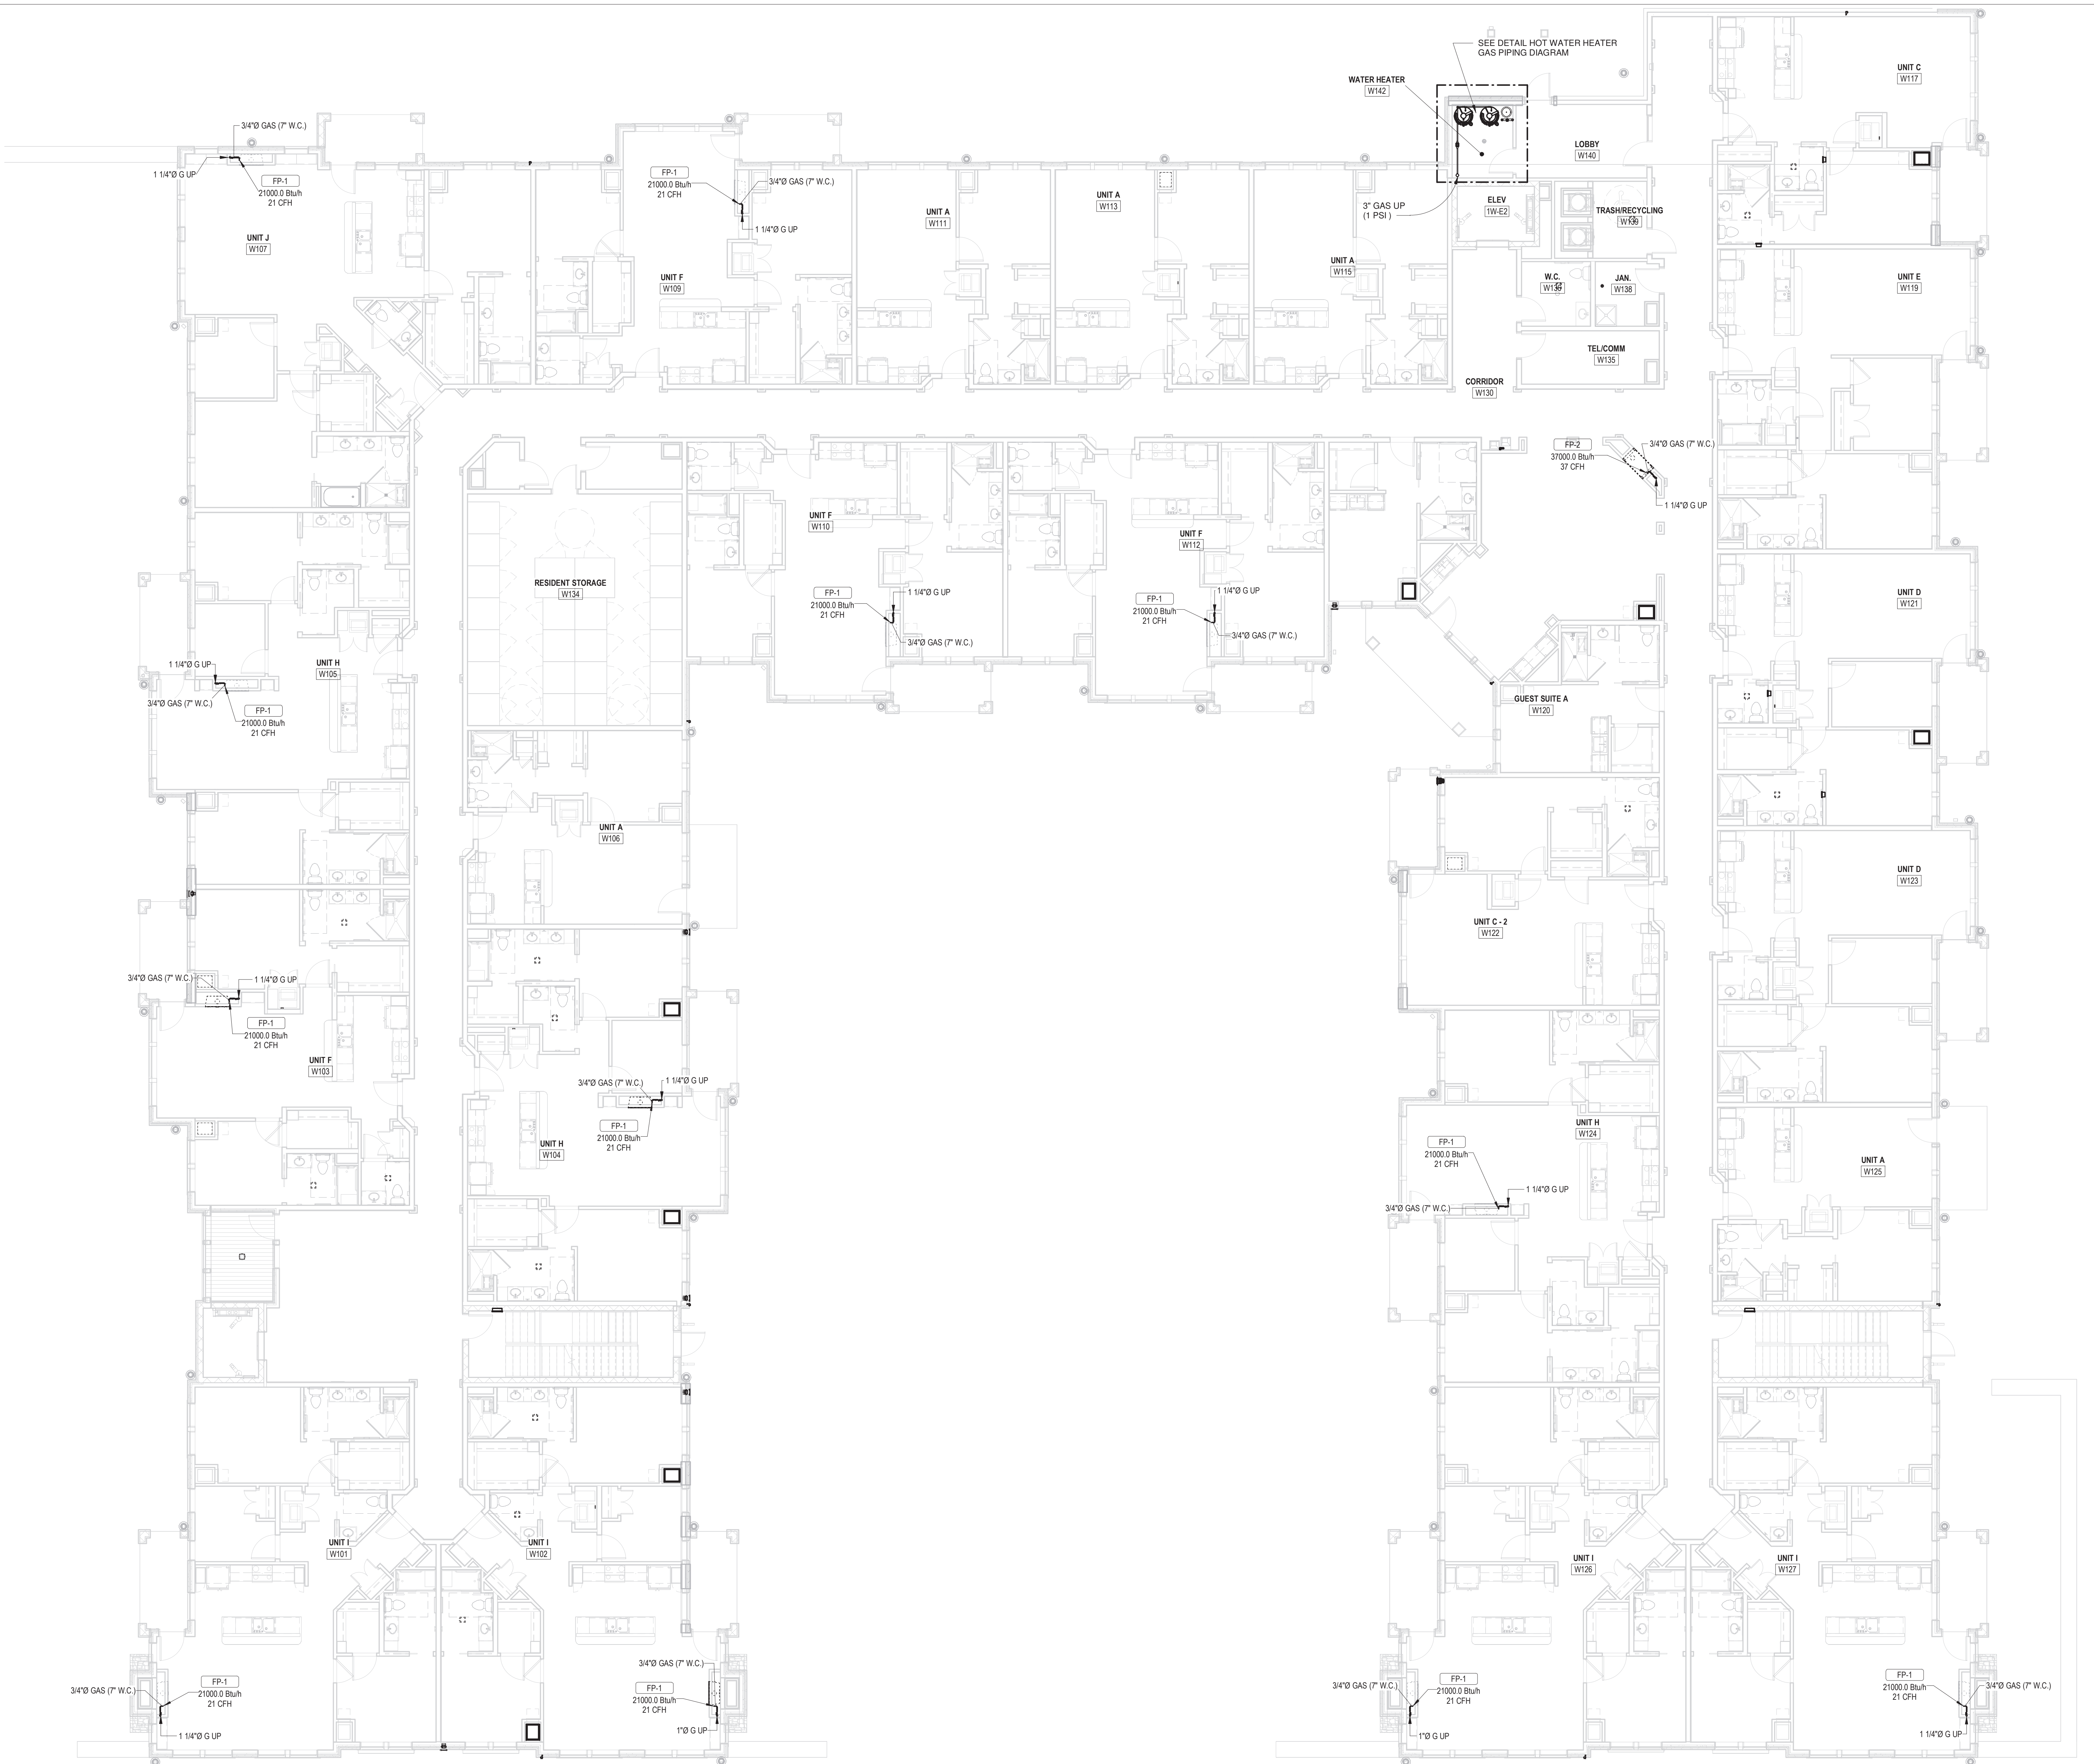 SEE DETAIL HOT WATER HEATER
GAS PIPING DIAGRAM
WATER HEATER
W142
UNIT C
W117
3/4"Ø GAS (7" W.C.)
1 1/4"Ø G UP
FP-1
21000.0 Btu/h
21 CFH
UNIT J
W107
FP-1
21000.0 Btu/h
21 CFH
3/4"Ø GAS (7" W.C.)
1 1/4"Ø G UP
UNIT F
W109
UNIT A
W111
UNIT A
W113
UNIT A
W115
3" GAS UP
(1 PSI )
LOBBY
W140
ELEV
1W-E2
TRASH/RECYCLING
W139
W.C.
JAN.
W138
TEL/COMM
W135
CORRIDOR
W130
UNIT E
W119
FP-2
37000.0 Btu/h
37 CFH
3/4"Ø GAS (7" W.C.)
1 1/4"Ø G UP
UNIT F
W110
FP-1
21000.0 Btu/h
21 CFH
1 1/4"Ø G UP
3/4"Ø GAS (7" W.C.)
UNIT F
W112
FP-1
21000.0 Btu/h
21 CFH
1 1/4"Ø G UP
3/4"Ø GAS (7" W.C.)
RESIDENT STORAGE
W134
UNIT D
W121
UNIT H
W105
1 1/4"Ø G UP
3/4"Ø GAS (7" W.C.)
FP-1
21000.0 Btu/h
21 CFH
GUEST SUITE A
W120
UNIT A
W106
UNIT D
W123
UNIT C - 2
W122
3/4"Ø GAS (7" W.C.)
1 1/4"Ø G UP
FP-1
21000.0 Btu/h
21 CFH
UNIT F
W103
3/4"Ø GAS (7" W.C.)
1 1/4"Ø G UP
FP-1
21000.0 Btu/h
21 CFH
UNIT H
W104
UNIT H
W124
FP-1
21000.0 Btu/h
21 CFH
1 1/4"Ø G UP
3/4"Ø GAS (7" W.C.)
UNIT A
W125
UNIT I
W101
UNIT I
W102
UNIT I
W126
UNIT I
W127
3/4"Ø GAS (7" W.C.)
FP-1
21000.0 Btu/h
21 CFH
1 1/4"Ø G UP
3/4"Ø GAS (7" W.C.)
FP-1
21000.0 Btu/h
21 CFH
1"Ø G UP
3/4"Ø GAS (7" W.C.)
FP-1
21000.0 Btu/h
21 CFH
1"Ø G UP
FP-1
21000.0 Btu/h
21 CFH
3/4"Ø GAS (7" W.C.)
1 1/4"Ø G UP